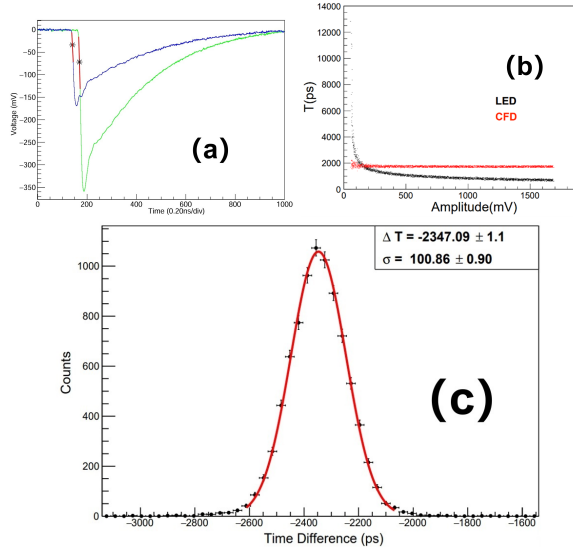 0
-50
-100
-150
-200
-250
-300
-350
Voltage (mV)
0 200 400 600 800 1000
Time (0.20ns/div)
(a)
14000
12000
10000
8000
6000
4000
2000
0
T(ps)
0 500 1000 1500
Amplitude(mV)
(b)
LED
CFD
Δ T = -2347.09 ± 1.1
σ = 100.86 ± 0.90
1000
800
600
400
200
0
Counts
(c)
−3000 −2800 −2600 −2400 −2200 −2000 −1800 −1600
Time Difference (ps)